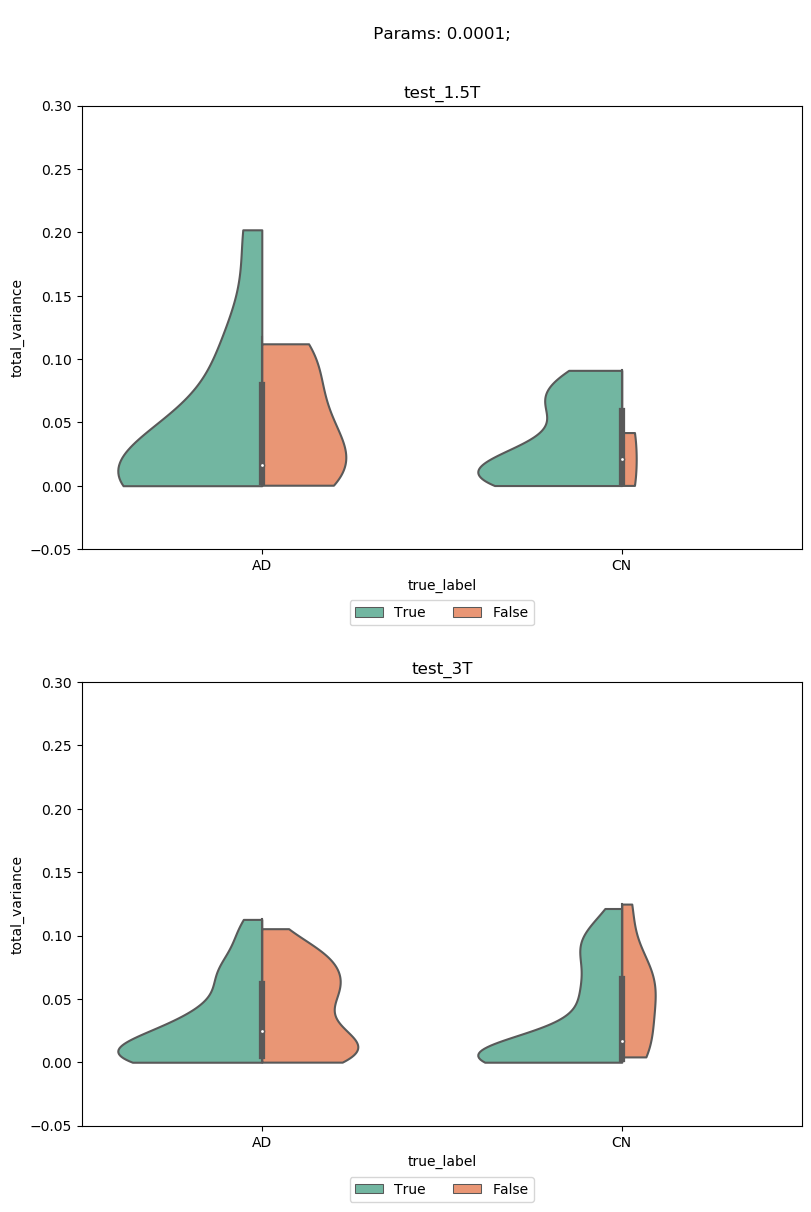 Params: 0.0001;
test_1.5T
0.30
0.25
0.20
0.15
0.10
0.05
0.00
−0.05
total_variance
AD CN
true_label
True False
test_3T
0.30
0.25
0.20
0.15
0.10
0.05
0.00
−0.05
total_variance
AD CN
true_label
True False